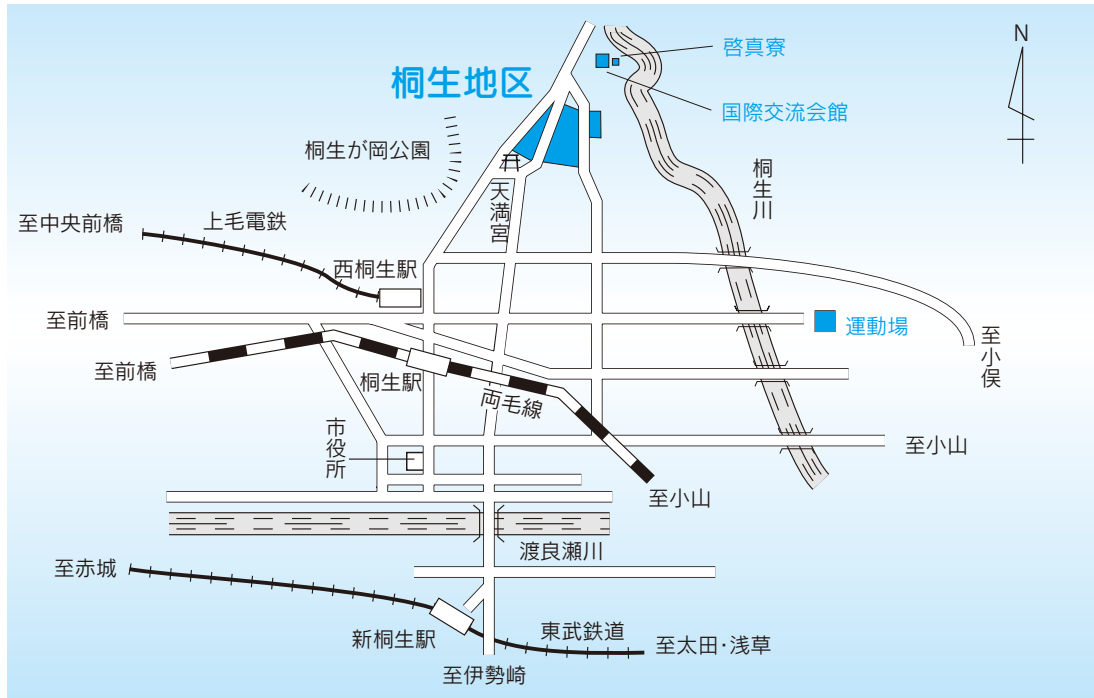 N
啓真寮
桐生地区
国際交流会館
桐生が岡公園
桐生川
天満宮
至中央前橋
上毛電鉄
西桐生駅
至前橋
運動場
至小俣
至前橋
桐生駅
両毛線
市役所
至小山
至小山
渡良瀬川
至赤城
新桐生駅
東武鉄道
至太田・浅草
至伊勢崎